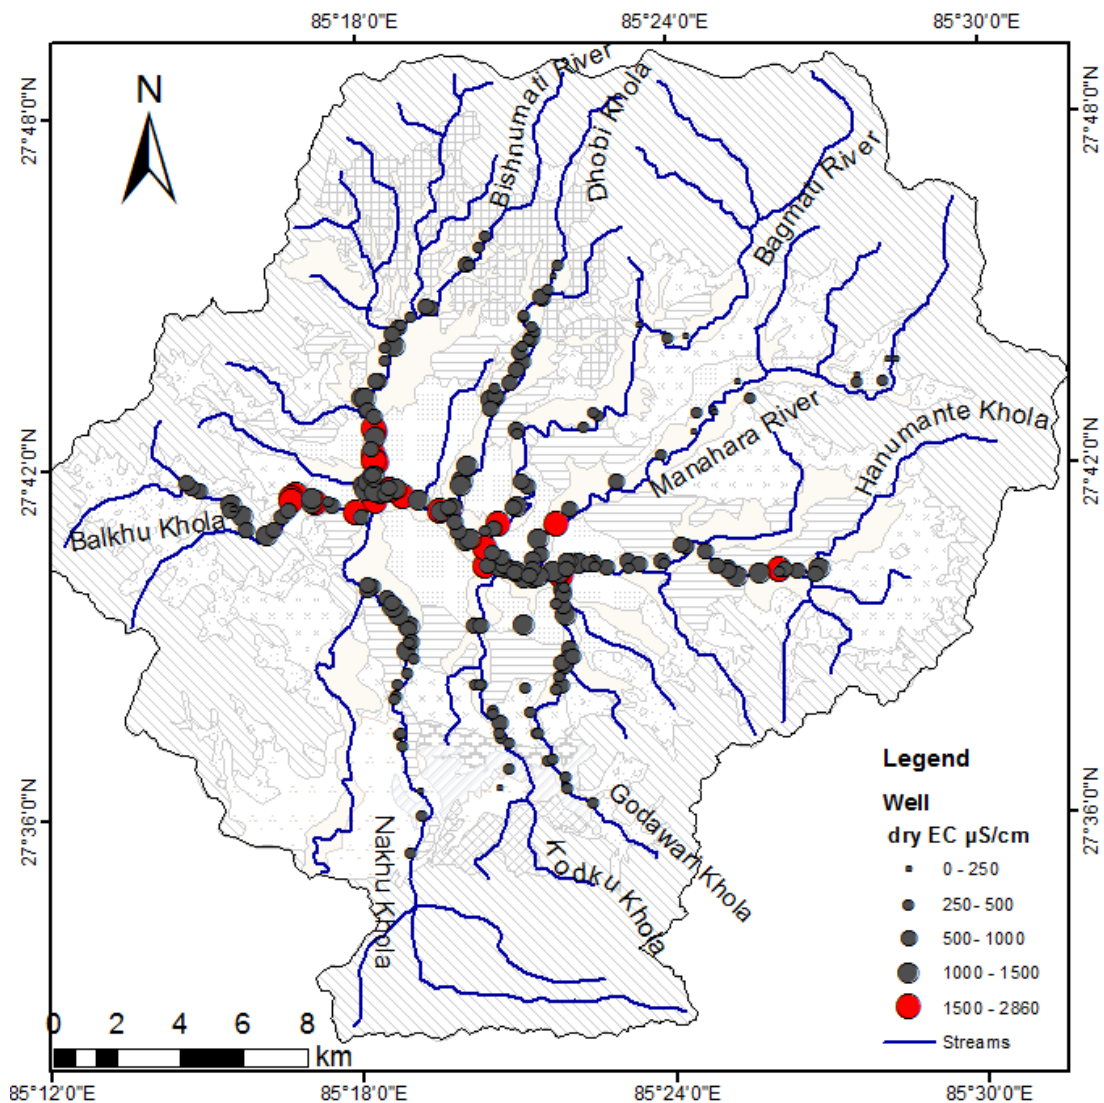 85°18'0"E 85°24'0"E 85°30'0"E
N
27°48'0"N
27°48'0"N
Bishnumati River
Dhobi Khola
Bagmati River
27°42'0"N
27°42'0"N
Manahara River
Hanumante Khola
Balkhu Khola
27°36'0"N
27°36'0"N
Nakhu Khola
Kodku Khola
Godawari Khola
Legend
Well
dry EC µS/cm
0 - 250
250 - 500
500 - 1000
1000 - 1500
1500 - 2860
Streams
0 2 4 6 8
km
85°12'0"E 85°18'0"E 85°24'0"E 85°30'0"E